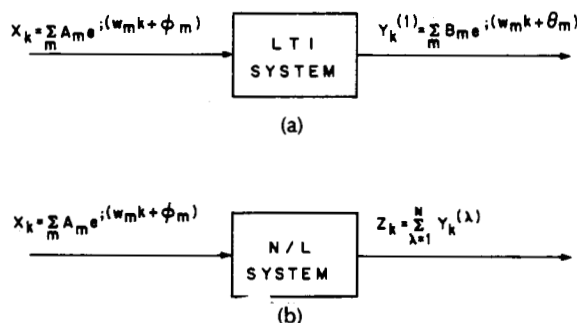 X_k = Σ_m A_m e^{j(w_m k + ϕ_m)}
LTI
SYSTEM
Y_k^{(1)} = Σ_m B_m e^{j(w_m k + θ_m)}
(a)
X_k = Σ_m A_m e^{j(w_m k + ϕ_m)}
N/L
SYSTEM
Z_k = Σ_{λ=1}^{N} Y_k^{(λ)}
(b)